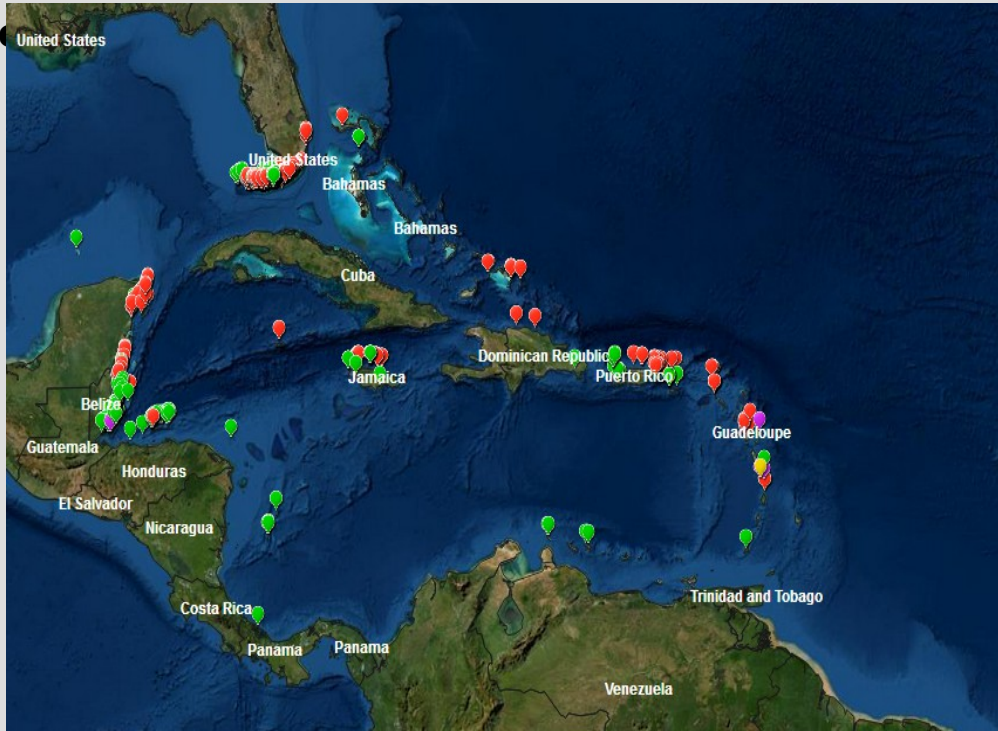 United States
United States
Bahamas
Bahamas
Cuba
Dominican Republic
Puerto Rico
Jamaica
Belize
Guadeloupe
Guatemala
Honduras
El Salvador
Nicaragua
Trinidad and Tobago
Costa Rica
Panama
Panama
Venezuela